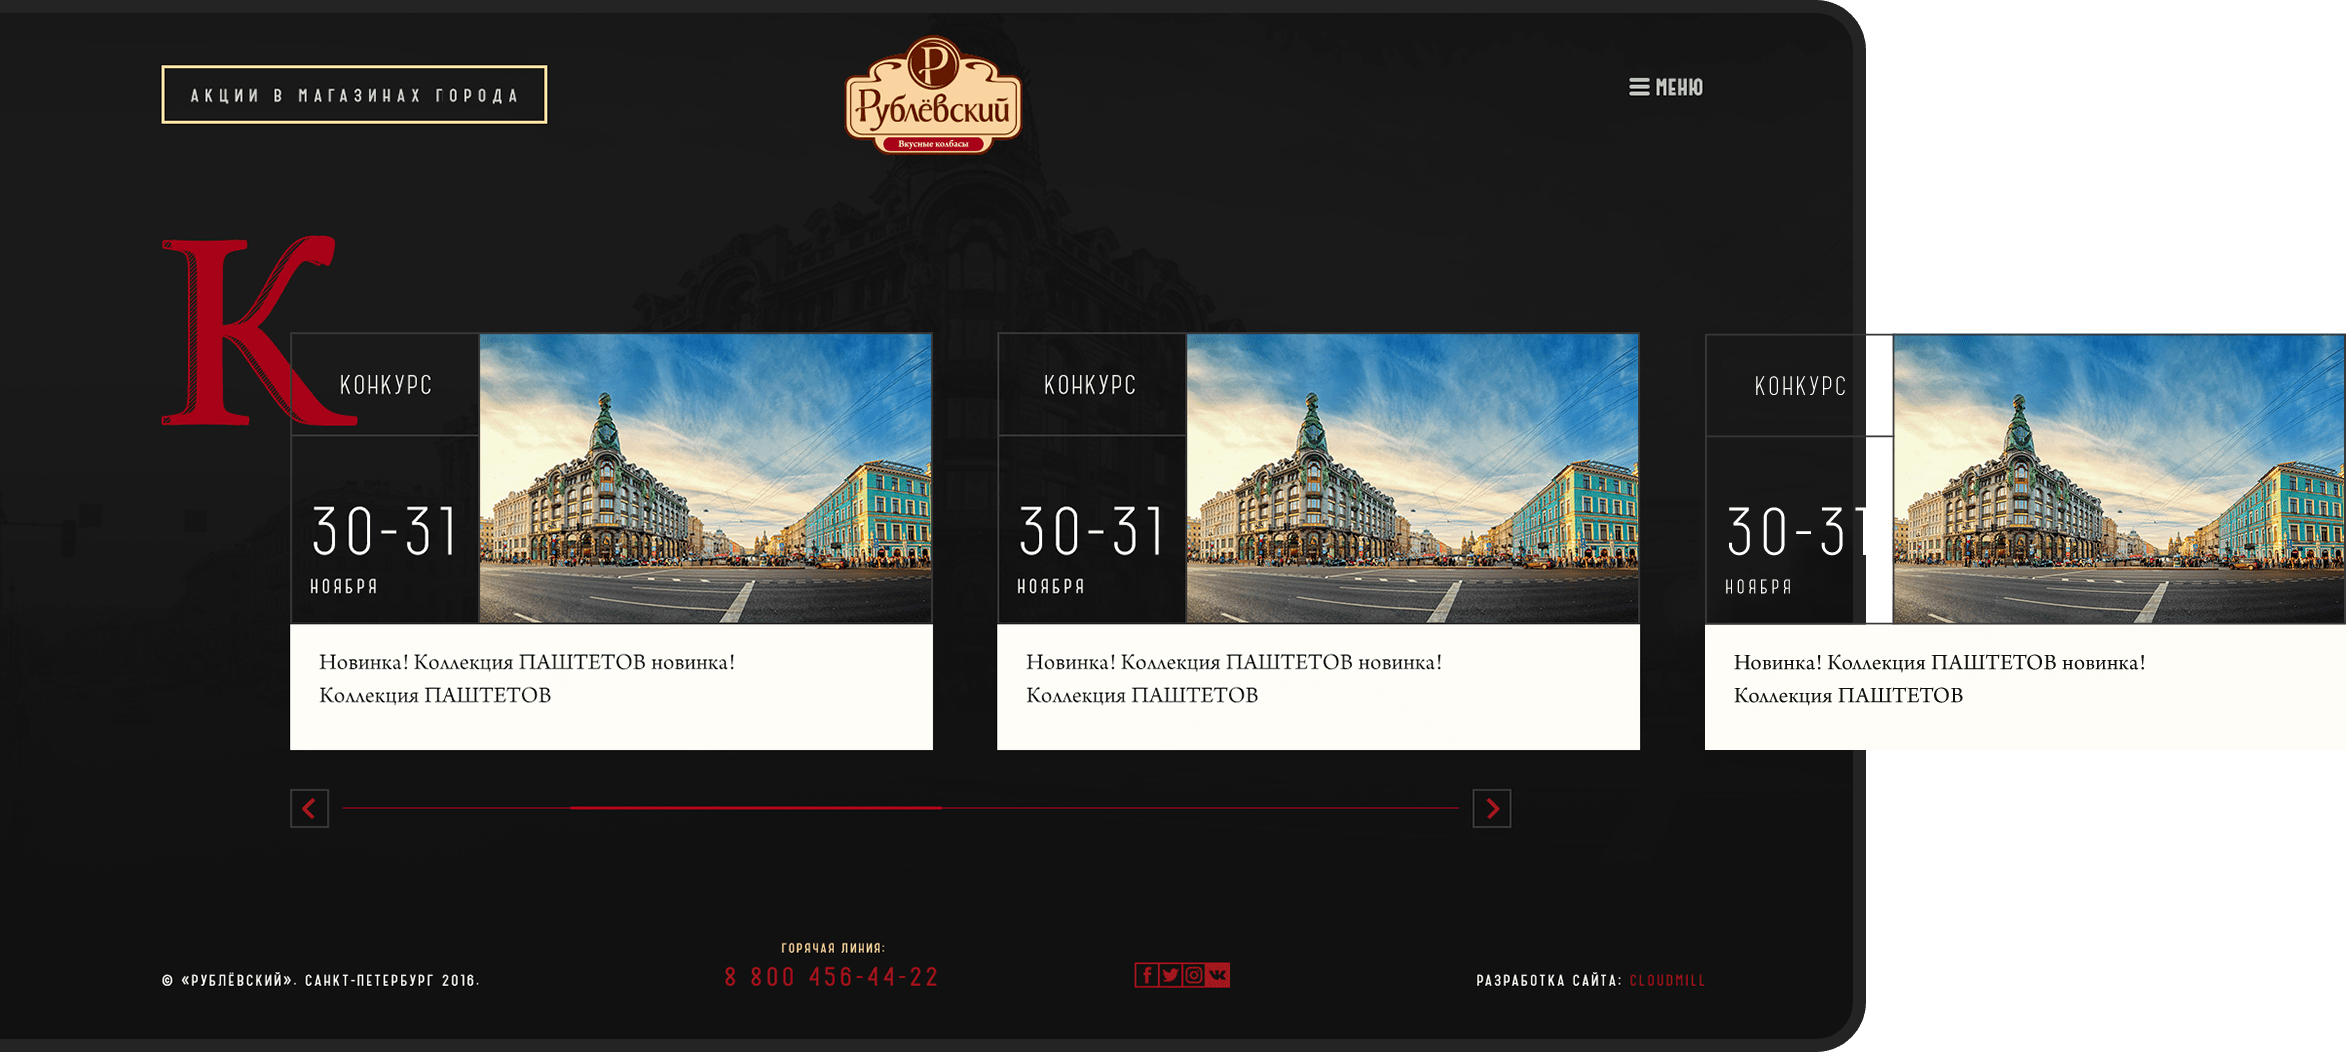 АКЦИИ В МАГАЗИНАХ ГОРОДА
Р
Рублёвский
Вкусные колбасы
МЕНЮ
К
КОНКУРС
30-31
НОЯБРЯ
Новинка! Коллекция ПАШТЕТОВ новинка!
Коллекция ПАШТЕТОВ
КОНКУРС
30-31
НОЯБРЯ
Новинка! Коллекция ПАШТЕТОВ новинка!
Коллекция ПАШТЕТОВ
КОНКУРС
30-31
НОЯБРЯ
Новинка! Коллекция ПАШТЕТОВ новинка!
Коллекция ПАШТЕТОВ
© «РУБЛЁВСКИЙ». САНКТ-ПЕТЕРБУРГ 2016.
ГОРЯЧАЯ ЛИНИЯ:
8 800 456-44-22
РАЗРАБОТКА САЙТА: CLOUDMILL